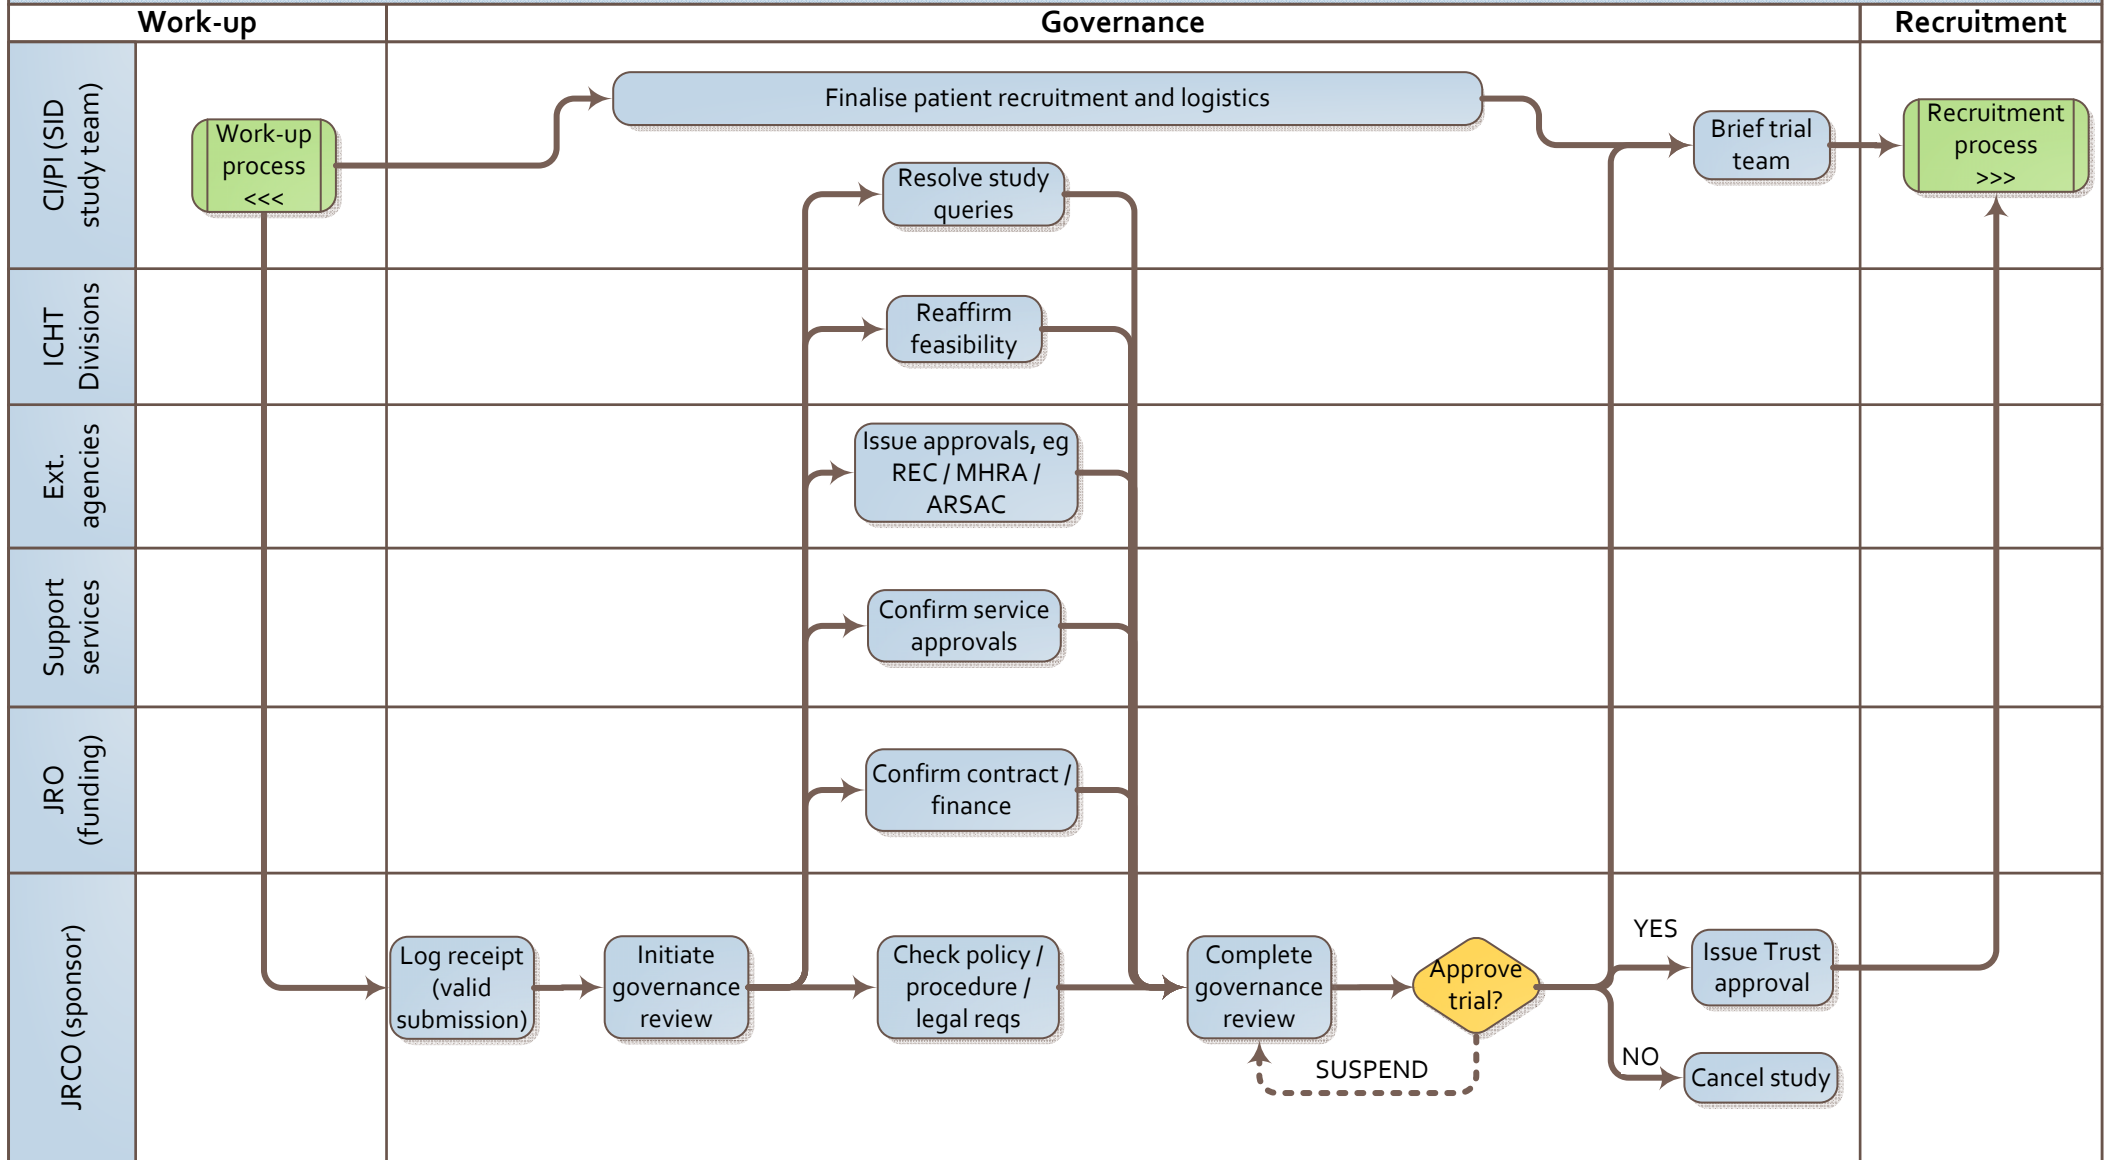 Work-up
Governance
Recruitment
CI/PI (SID
study team)
Work-up
process
<<<
Finalise patient recruitment and logistics
Resolve study
queries
Brief trial
team
Recruitment
process
>>>
ICHT
Divisions
Reaffirm
feasibility
Ext.
agencies
Issue approvals, eg
REC / MHRA /
ARSAC
Support
services
Confirm service
approvals
JRO
(funding)
Confirm contract /
finance
JRCO (sponsor)
Log receipt
(valid
submission)
Initiate
governance
review
Check policy /
procedure /
legal reqs
Complete
governance
review
Approve
trial?
SUSPEND
YES
Issue Trust
approval
NO
Cancel study